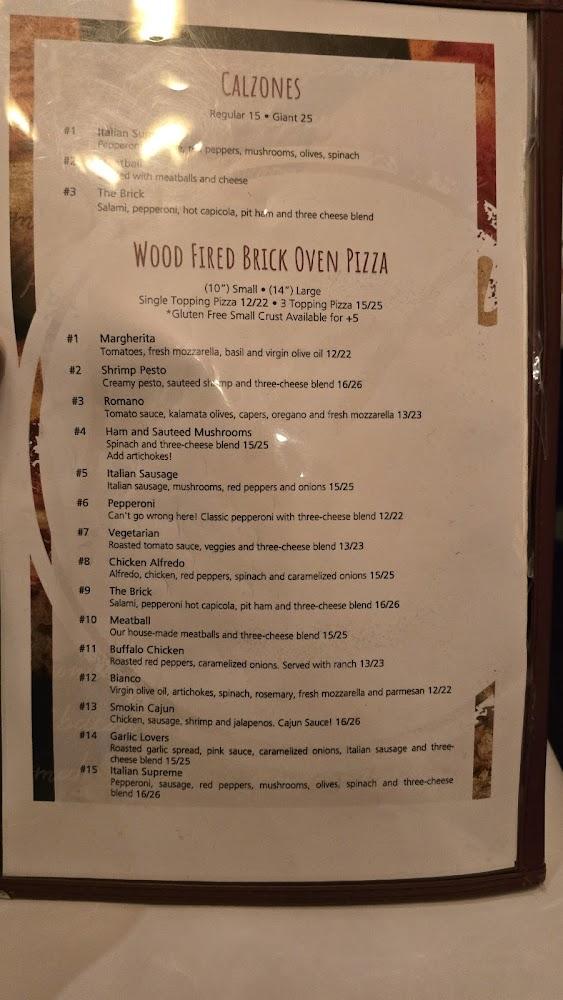 CALZONES
Regular 15 • Giant 25
#1 Italian
peppers, mushrooms, olives, spinach
#2
with meatballs and cheese
#3 The Brick
Salami, pepperoni, hot capicola, pit ham and three cheese blend
WOOD FIRED BRICK OVEN PIZZA
(10") Small • (14") Large
Single Topping Pizza 12/22 • 3 Topping Pizza 15/25
*Gluten Free Small Crust Available for +5
#1 Margherita
Tomatoes, fresh mozzarella, basil and virgin olive oil 12/22
#2 Shrimp Pesto
Creamy pesto, sauteed shrimp and three-cheese blend 16/26
#3 Romano
Tomato sauce, kalamata olives, capers, oregano and fresh mozzarella 13/23
#4 Ham and Sauteed Mushrooms
Spinach and three-cheese blend 15/25
Add artichokes!
#5 Italian Sausage
Italian sausage, mushrooms, red peppers and onions 15/25
#6 Pepperoni
Can't go wrong here! Classic pepperoni with three-cheese blend 12/22
#7 Vegetarian
Roasted tomato sauce, veggies and three-cheese blend 13/23
#8 Chicken Alfredo
Alfredo, chicken, red peppers, spinach and caramelized onions 15/25
#9 The Brick
Salami, pepperoni hot capicola, pit ham and three-cheese blend 16/26
#10 Meatball
Our house-made meatballs and three-cheese blend 15/25
#11 Buffalo Chicken
Roasted red peppers, caramelized onions. Served with ranch 13/23
#12 Bianco
Virgin olive oil, artichokes, spinach, rosemary, fresh mozzarella and parmesan 12/22
#13 Smokin Cajun
Chicken, sausage, shrimp and jalapenos. Cajun Sauce! 16/26
#14 Garlic Lovers
Roasted garlic spread, pink sauce, caramelized onions, italian sausage and three-
cheese blend 15/25
#15 Italian Supreme
Pepperoni, sausage, red peppers, mushrooms, olives, spinach and three-cheese
blend 16/26